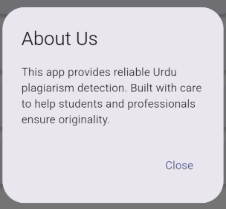 About Us
This app provides reliable Urdu
plagiarism detection. Built with care
to help students and professionals
ensure originality.
Close